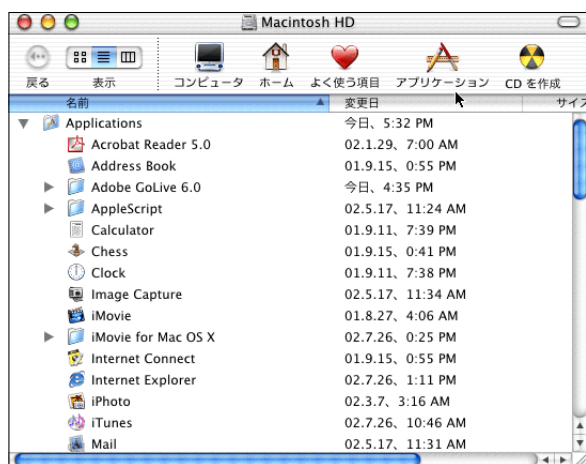 Macintosh HD
戻る 表示 コンピュータ ホーム よく使う項目 アプリケーション CD を作成
名前 変更日 サイズ
Applications 今日、5:32 PM
Acrobat Reader 5.0 02.1.29、7:00 AM
Address Book 01.9.15、0:55 PM
Adobe GoLive 6.0 今日、4:35 PM
AppleScript 02.5.17、11:24 AM
Calculator 01.9.11、7:39 PM
Chess 01.9.15、0:41 PM
Clock 01.9.11、7:38 PM
Image Capture 02.5.17、11:34 AM
iMovie 01.8.27、4:06 AM
iMovie for Mac OS X 02.7.26、0:25 PM
Internet Connect 01.9.15、0:55 PM
Internet Explorer 02.7.26、1:11 PM
iPhoto 02.3.7、3:16 AM
iTunes 02.7.26、10:46 AM
Mail 02.5.17、11:31 AM